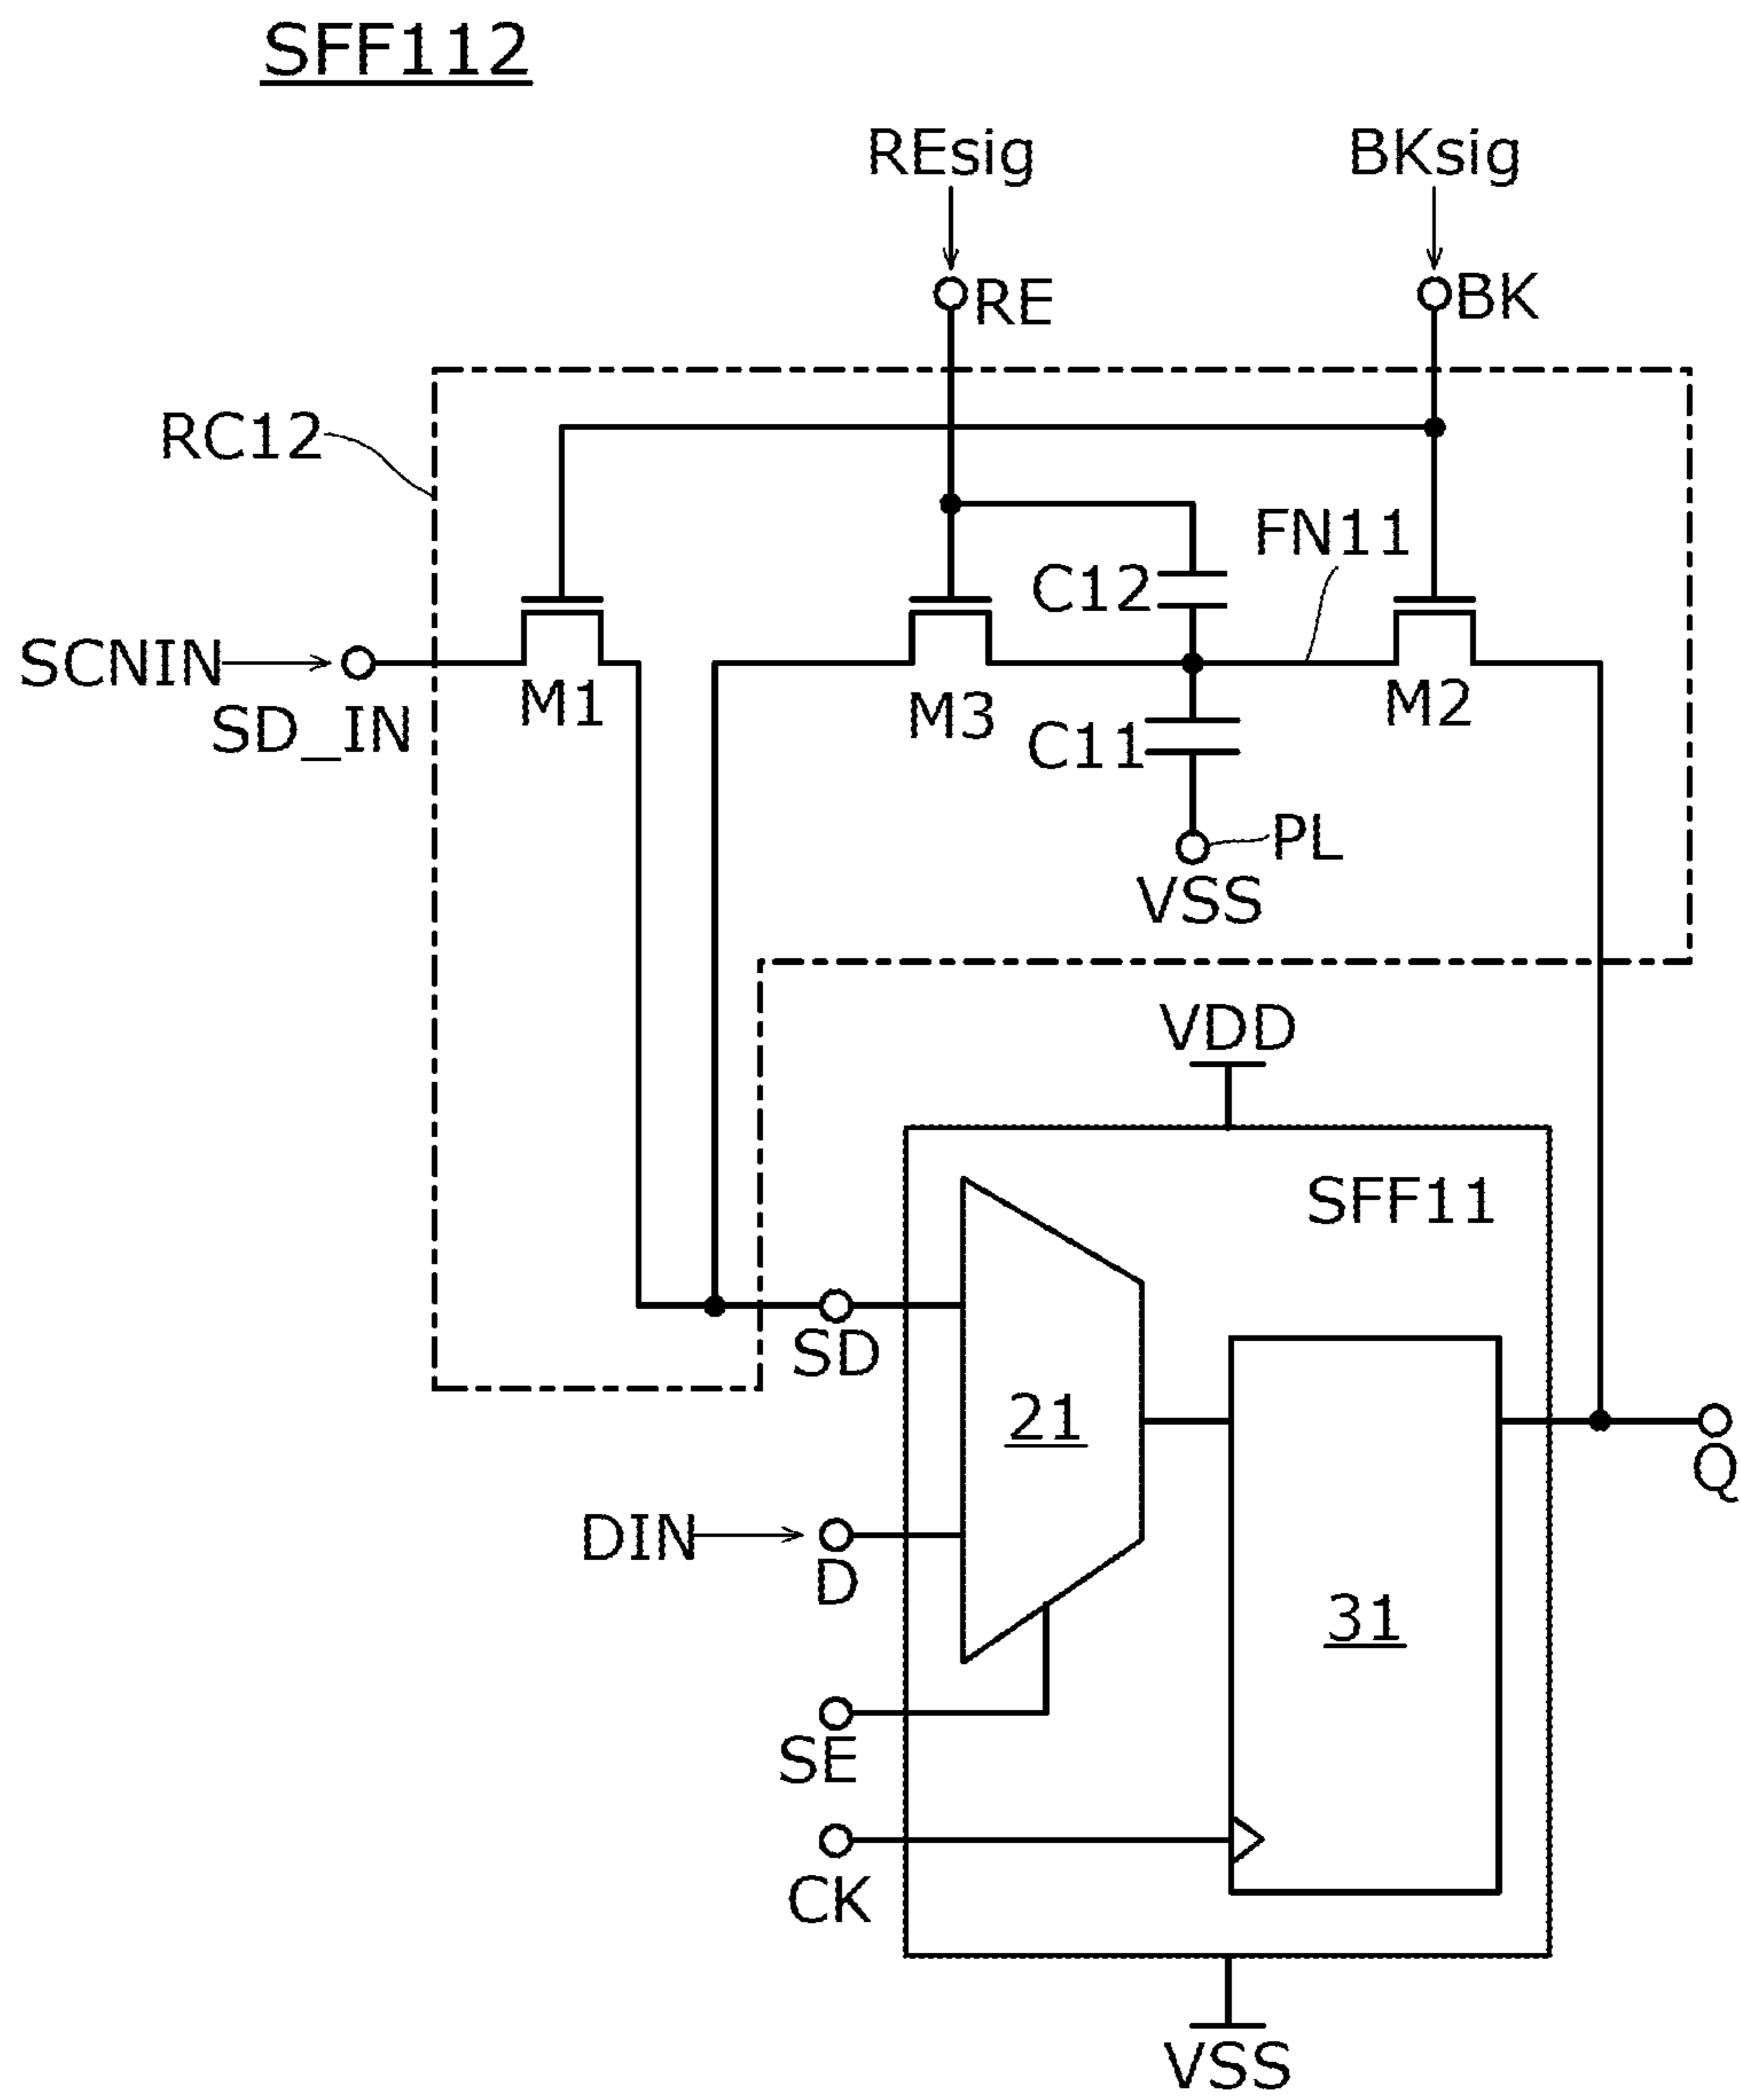 SFF112
REsig
BKsig
RE
BK
RC12
FN11
C12
SCNIN
SD_IN
M1
M3
M2
C11
PL
VSS
VDD
SFF11
SD
21
Q
DIN
D
31
SE
CK
VSS